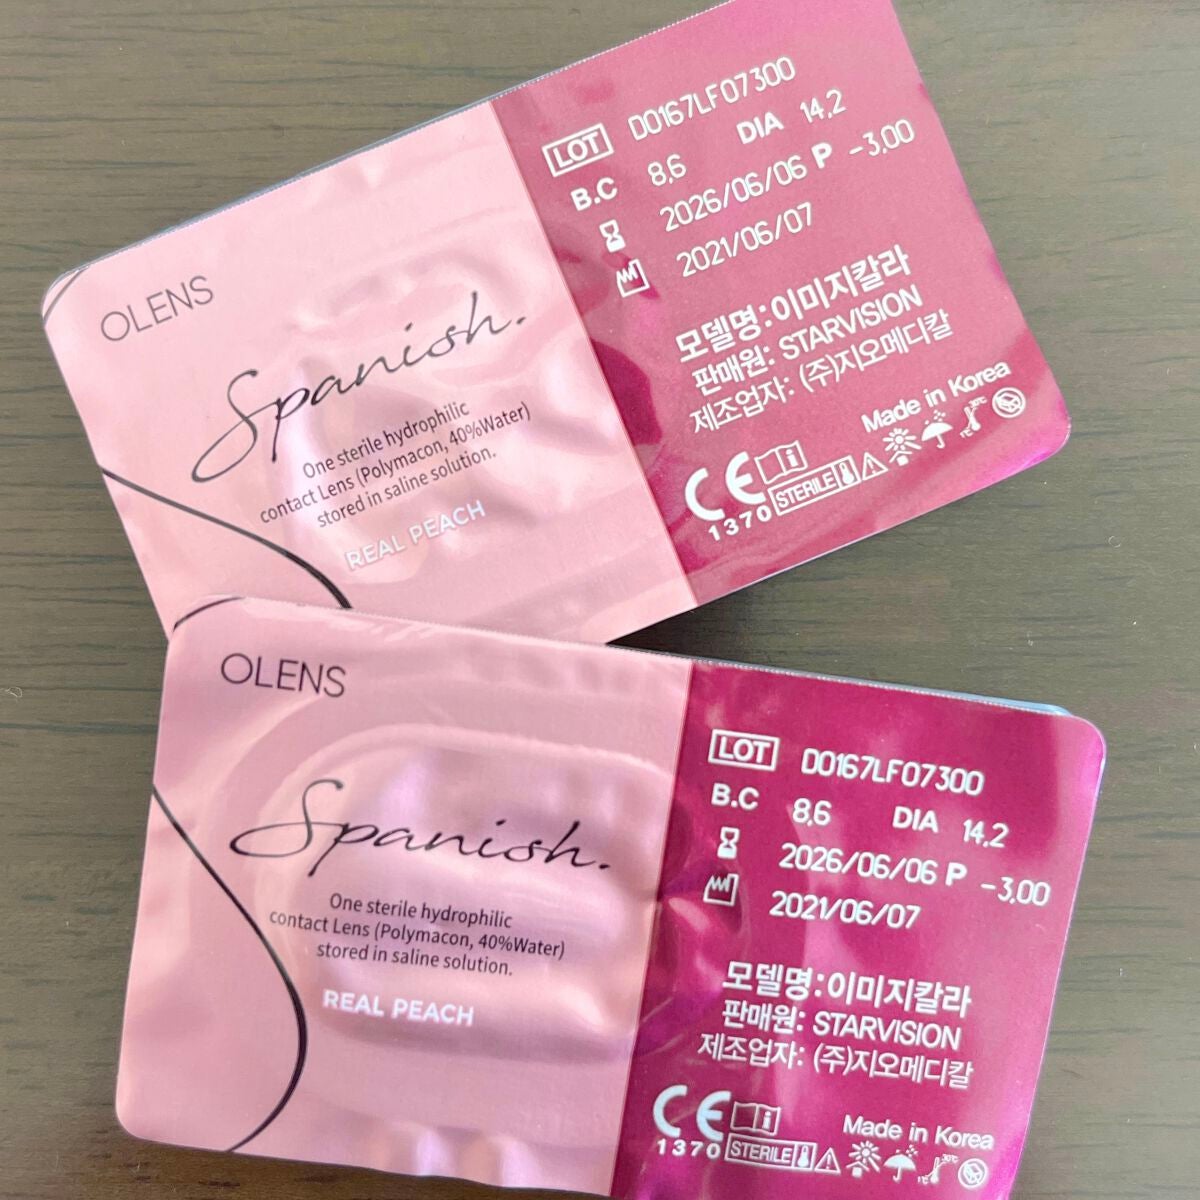 OLENS
Spanish.
One sterile hydrophilic
contact Lens (Polymacon, 40%Water)
stored in saline solution.
REAL PEACH
LOT D0167LF07300
B.C 8.6 DIA 14.2
2026/06/06 P -3.00
2021/06/07
모델명:이미지칼라
판매원: STARVISION
제조업자: (주)지오메디칼
Made in Korea
CE
1370 STERILE
30℃
1℃
OLENS
Spanish.
One sterile hydrophilic
contact Lens (Polymacon, 40%Water)
stored in saline solution.
REAL PEACH
LOT D0167LF07300
B.C 8.6 DIA 14.2
2026/06/06 P -3.00
2021/06/07
모델명:이미지칼라
판매원: STARVISION
제조업자: (주)지오메디칼
Made in Korea
CE
1370 STERILE
30℃
1℃